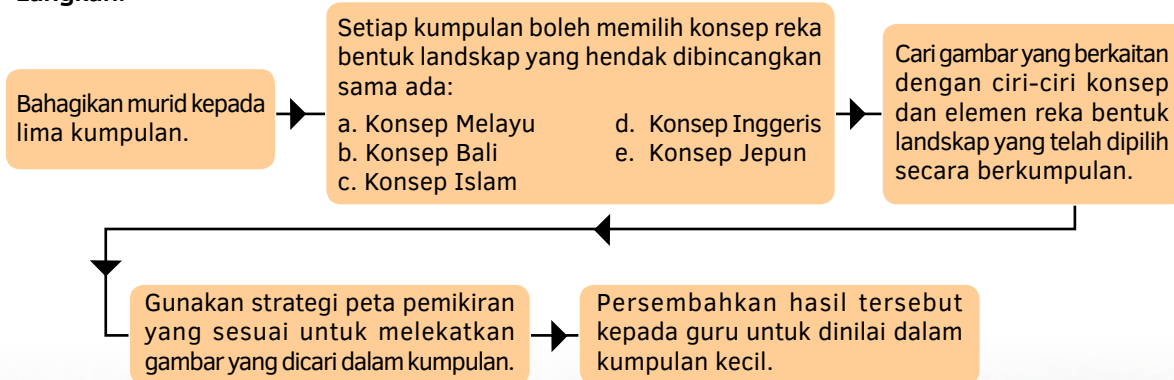 Langkah:
Bahagikan murid kepada
lima kumpulan.
Setiap kumpulan boleh memilih konsep reka
bentuk landskap yang hendak dibincangkan
sama ada:
a. Konsep Melayu
b. Konsep Bali
c. Konsep Islam
d. Konsep Inggeris
e. Konsep Jepun
Cari gambar yang berkaitan
dengan ciri-ciri konsep
dan elemen reka bentuk
landskap yang telah dipilih
secara berkumpulan.
Gunakan strategi peta pemikiran
yang sesuai untuk melekatkan
gambar yang dicari dalam kumpulan.
Persembahkan hasil tersebut
kepada guru untuk dinilai dalam
kumpulan kecil.